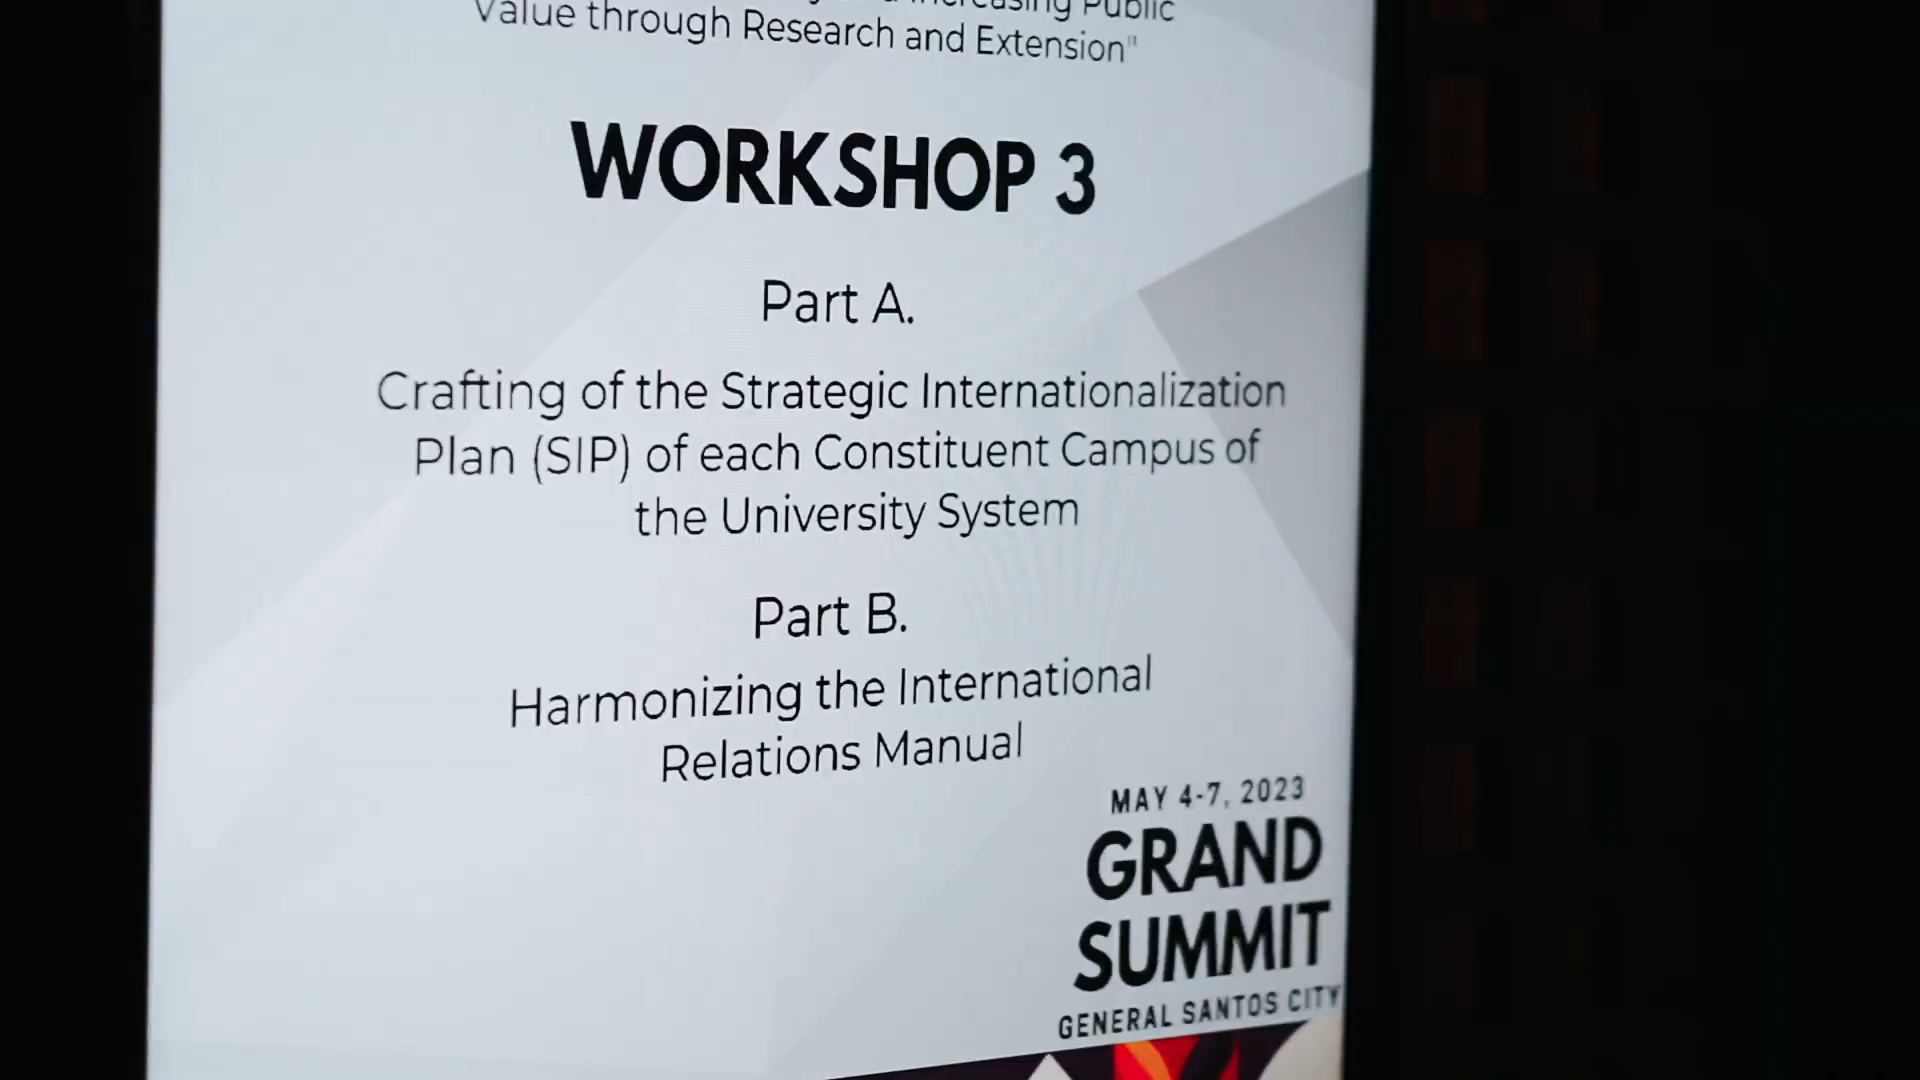 Increasing Public
Value through Research and Extension"
WORKSHOP 3
Part A.
Crafting of the Strategic Internationalization
Plan (SIP) of each Constituent Campus of
the University System
Part B.
Harmonizing the International
Relations Manual
MAY 4-7, 2023
GRAND
SUMMIT
GENERAL SANTOS CITY